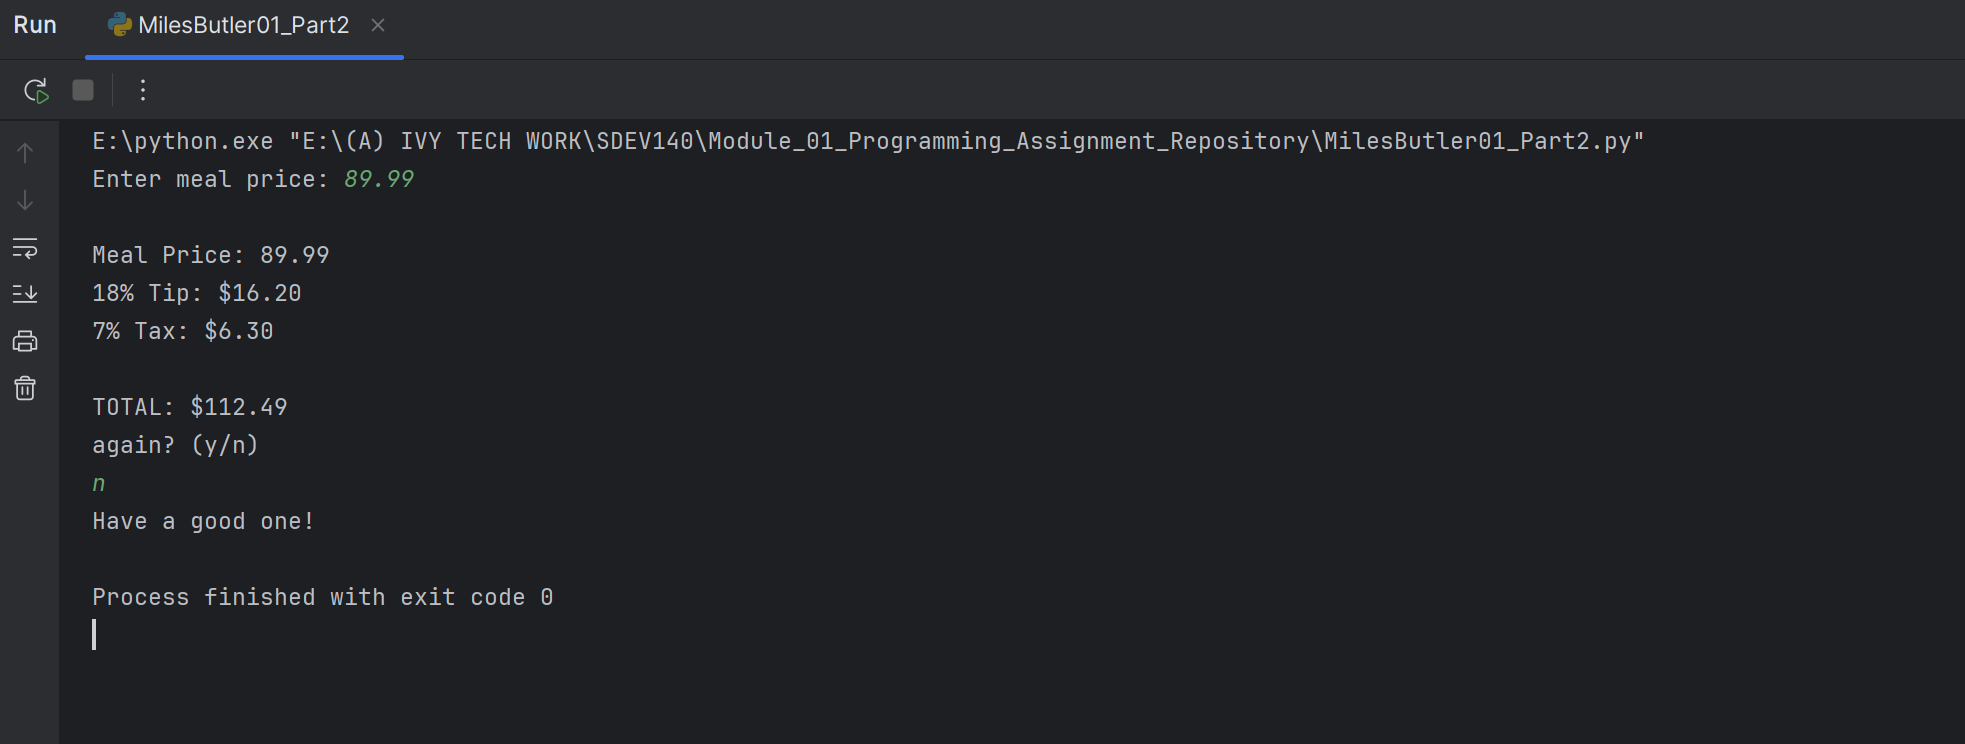 Run
MilesButler01_Part2
E:\python.exe "E:\(A) IVY TECH WORK\SDEV140\Module_01_Programming_Assignment_Repository\MilesButler01_Part2.py"
Enter meal price: 89.99
Meal Price: 89.99
18% Tip: $16.20
7% Tax: $6.30
TOTAL: $112.49
again? (y/n)
n
Have a good one!
Process finished with exit code 0